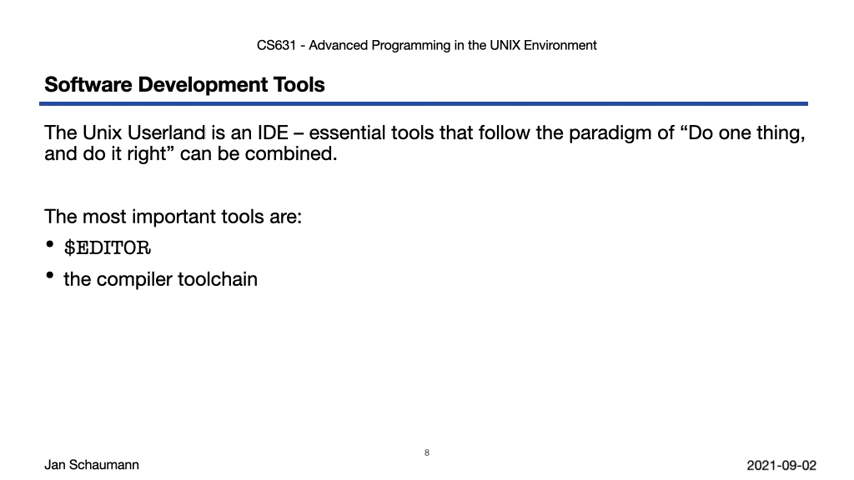 CS631 - Advanced Programming in the UNIX Environment
Software Development Tools
The Unix Userland is an IDE – essential tools that follow the paradigm of “Do one thing,
and do it right” can be combined.
The most important tools are:
• $EDITOR
• the compiler toolchain
8
Jan Schaumann
2021-09-02